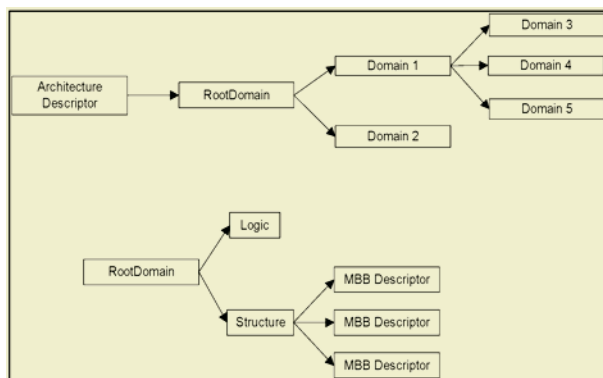 Domain 3
Architecture
Descriptor
RootDomain
Domain 1
Domain 4
Domain 5
Domain 2
Logic
RootDomain
MBB Descriptor
Structure
MBB Descriptor
MBB Descriptor